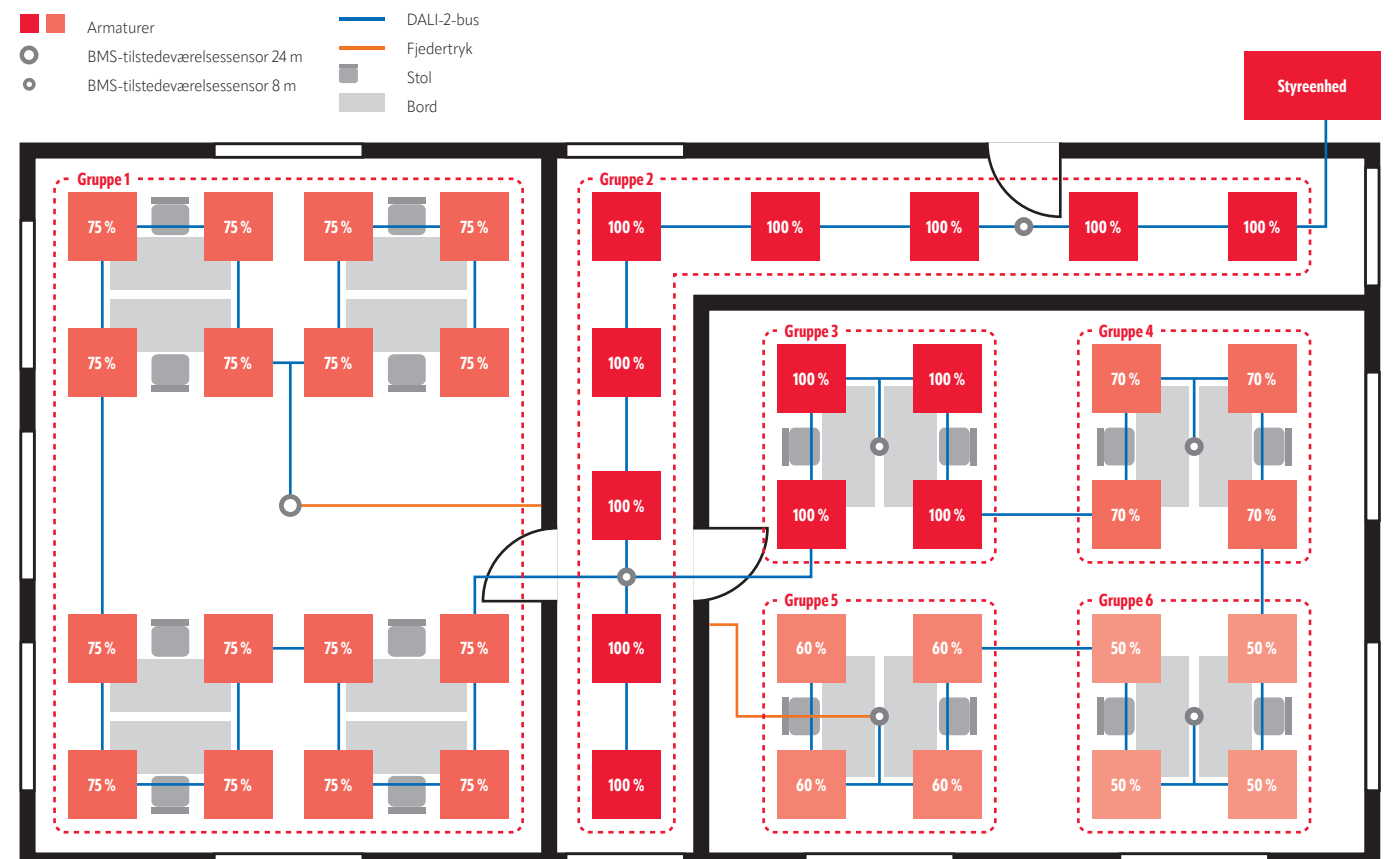 Armaturer
BMS-tilstedeværelsessensor 24 m
BMS-tilstedeværelsessensor 8 m
DALI-2-bus
Fjedertryk
Stol
Bord
Styreenhed
Gruppe 1
75 % 75 % 75 % 75 %
75 % 75 % 75 % 75 %
75 % 75 % 75 % 75 %
75 % 75 % 75 % 75 %
Gruppe 2
100 % 100 % 100 % 100 % 100 %
100 %
100 %
100 %
100 %
Gruppe 3
100 % 100 %
100 % 100 %
Gruppe 4
70 % 70 %
70 % 70 %
Gruppe 5
60 % 60 %
60 % 60 %
Gruppe 6
50 % 50 %
50 % 50 %